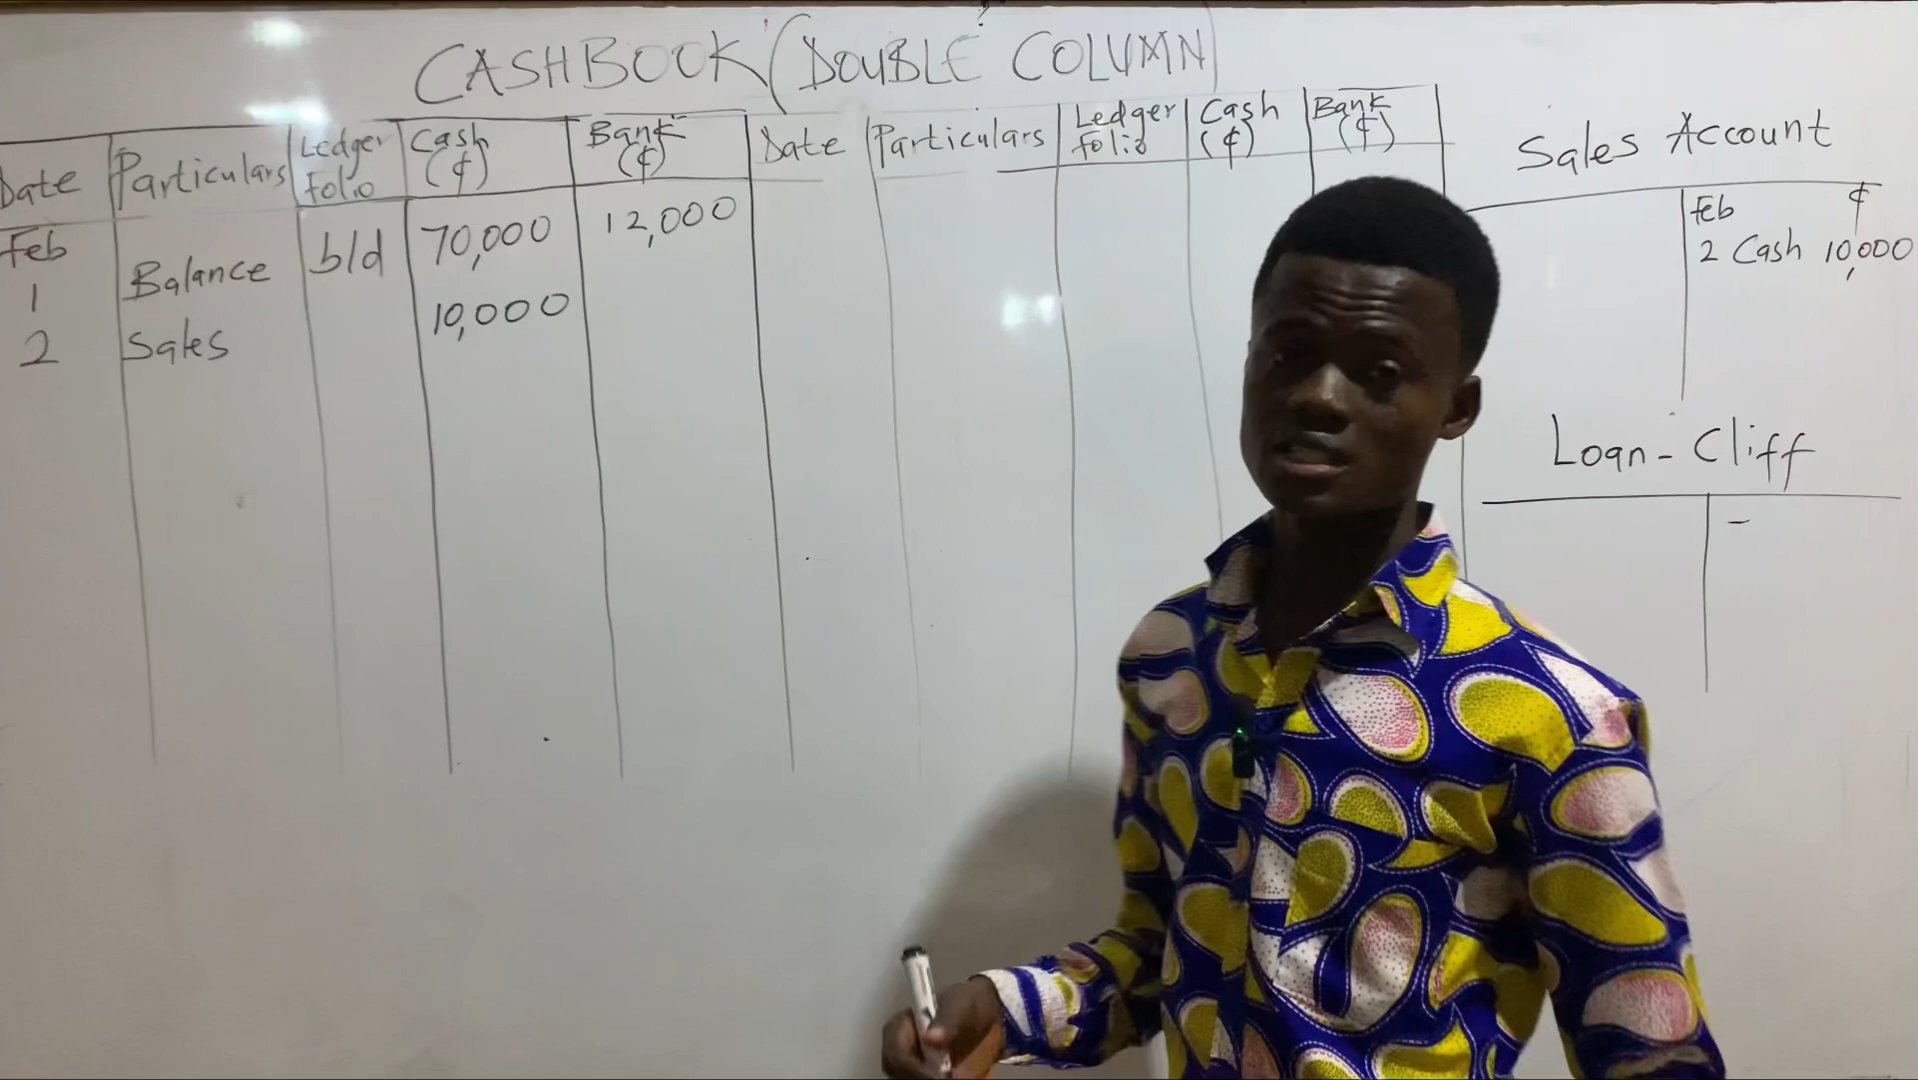 CASHBOOK (DOUBLE COLUMN)
Date Particulars Ledger Folio Cash (₵) Bank (₵) Date Particulars Ledger Folio Cash (₵) Bank (₵)
Feb
1 Balance b/d 70,000 12,000
2 Sales 10,000
Sales Account
Feb ₵
2 Cash 10,000
Loan - Cliff
-